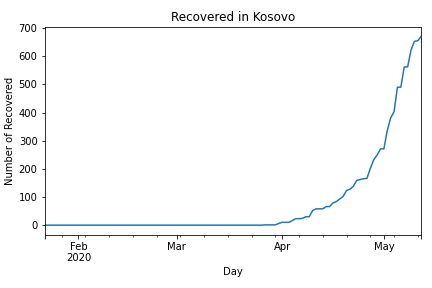 Recovered in Kosovo
Number of Recovered
700
600
500
400
300
200
100
0
Feb
2020
Mar
Apr
May
Day